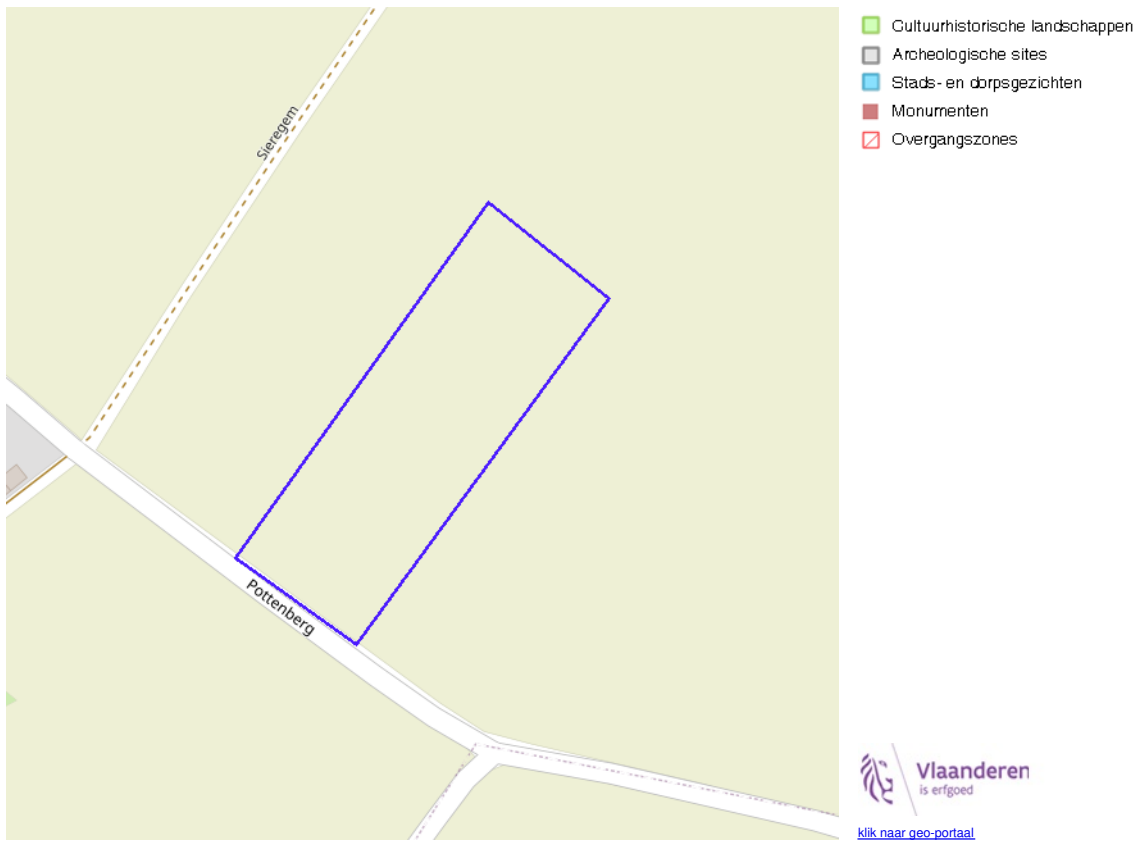 Sieregem
Pottenberg
Cultuurhistorische landschappen
Archeologische sites
Stads- en dorpsgezichten
Monumenten
Overgangszones
Vlaanderen
is erfgoed
klik naar geo-portaal